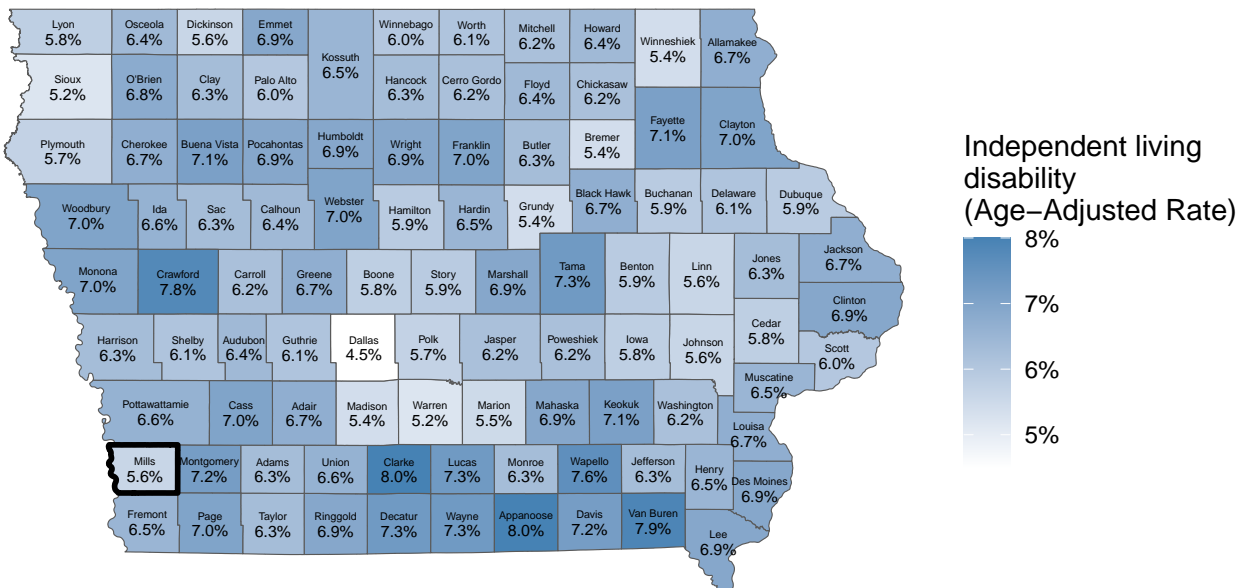 Lyon
5.8%
Osceola
6.4%
Dickinson
5.6%
Emmet
6.9%
Kossuth
6.5%
Winnebago
6.0%
Worth
6.1%
Mitchell
6.2%
Howard
6.4%
Winneshiek
5.4%
Allamakee
6.7%
Sioux
5.2%
O'Brien
6.8%
Clay
6.3%
Palo Alto
6.0%
Hancock
6.3%
Cerro Gordo
6.2%
Floyd
6.4%
Chickasaw
6.2%
Fayette
7.1%
Clayton
7.0%
Plymouth
5.7%
Cherokee
6.7%
Buena Vista
7.1%
Pocahontas
6.9%
Humboldt
6.9%
Wright
6.9%
Franklin
7.0%
Butler
6.3%
Bremer
5.4%
Woodbury
7.0%
Ida
6.6%
Sac
6.3%
Calhoun
6.4%
Webster
7.0%
Hamilton
5.9%
Hardin
6.5%
Grundy
5.4%
Black Hawk
6.7%
Buchanan
5.9%
Delaware
6.1%
Dubuque
5.9%
Monona
7.0%
Crawford
7.8%
Carroll
6.2%
Greene
6.7%
Boone
5.8%
Story
5.9%
Marshall
6.9%
Tama
7.3%
Benton
5.9%
Linn
5.6%
Jones
6.3%
Jackson
6.7%
Clinton
6.9%
Harrison
6.3%
Shelby
6.1%
Audubon
6.4%
Guthrie
6.1%
Dallas
4.5%
Polk
5.7%
Jasper
6.2%
Poweshiek
6.2%
Iowa
5.8%
Johnson
5.6%
Cedar
5.8%
Scott
6.0%
Muscatine
6.5%
Pottawattamie
6.6%
Cass
7.0%
Adair
6.7%
Madison
5.4%
Warren
5.2%
Marion
5.5%
Mahaska
6.9%
Keokuk
7.1%
Washington
6.2%
Louisa
6.7%
Mills
5.6%
Montgomery
7.2%
Adams
6.3%
Union
6.6%
Clarke
8.0%
Lucas
7.3%
Monroe
6.3%
Wapello
7.6%
Jefferson
6.3%
Henry
6.5%
Des Moines
6.9%
Fremont
6.5%
Page
7.0%
Taylor
6.3%
Ringgold
6.9%
Decatur
7.3%
Wayne
7.3%
Appanoose
8.0%
Davis
7.2%
Van Buren
7.9%
Lee
6.9%
Independent living
disability
(Age−Adjusted Rate)
8%
7%
6%
5%